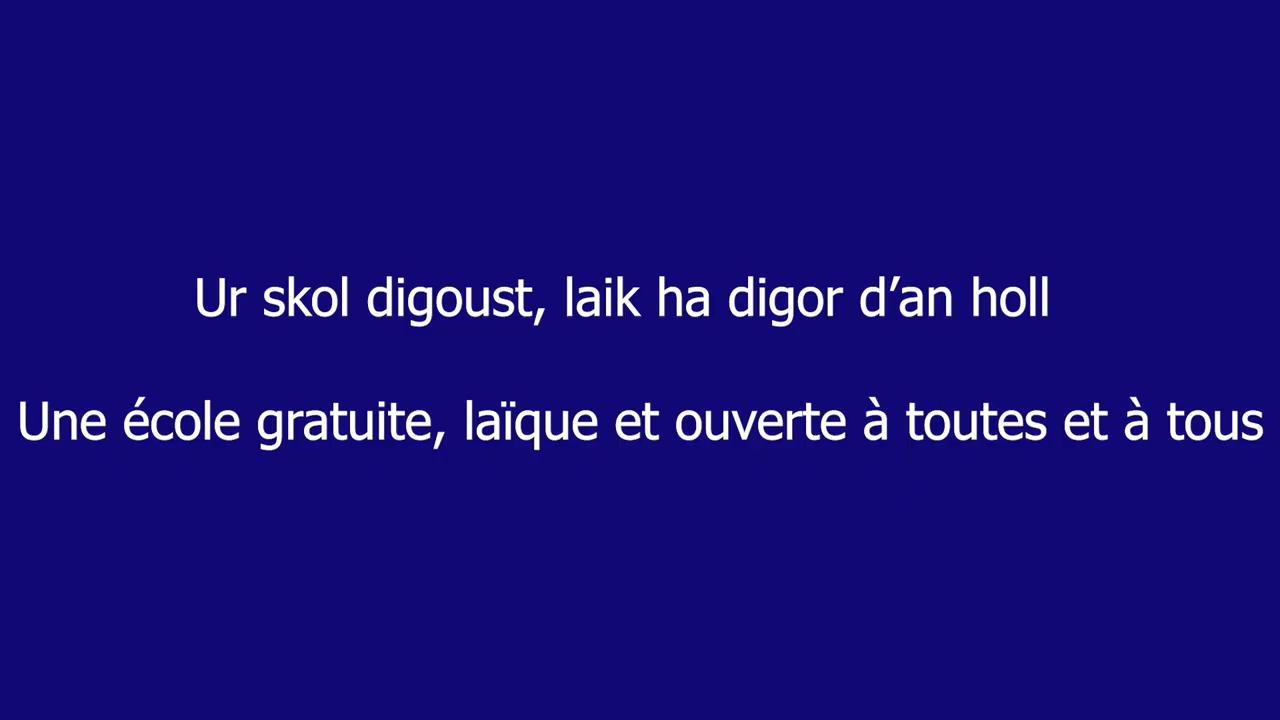 Ur skol digoust, laik ha digor d’an holl
Une école gratuite, laïque et ouverte à toutes et à tous